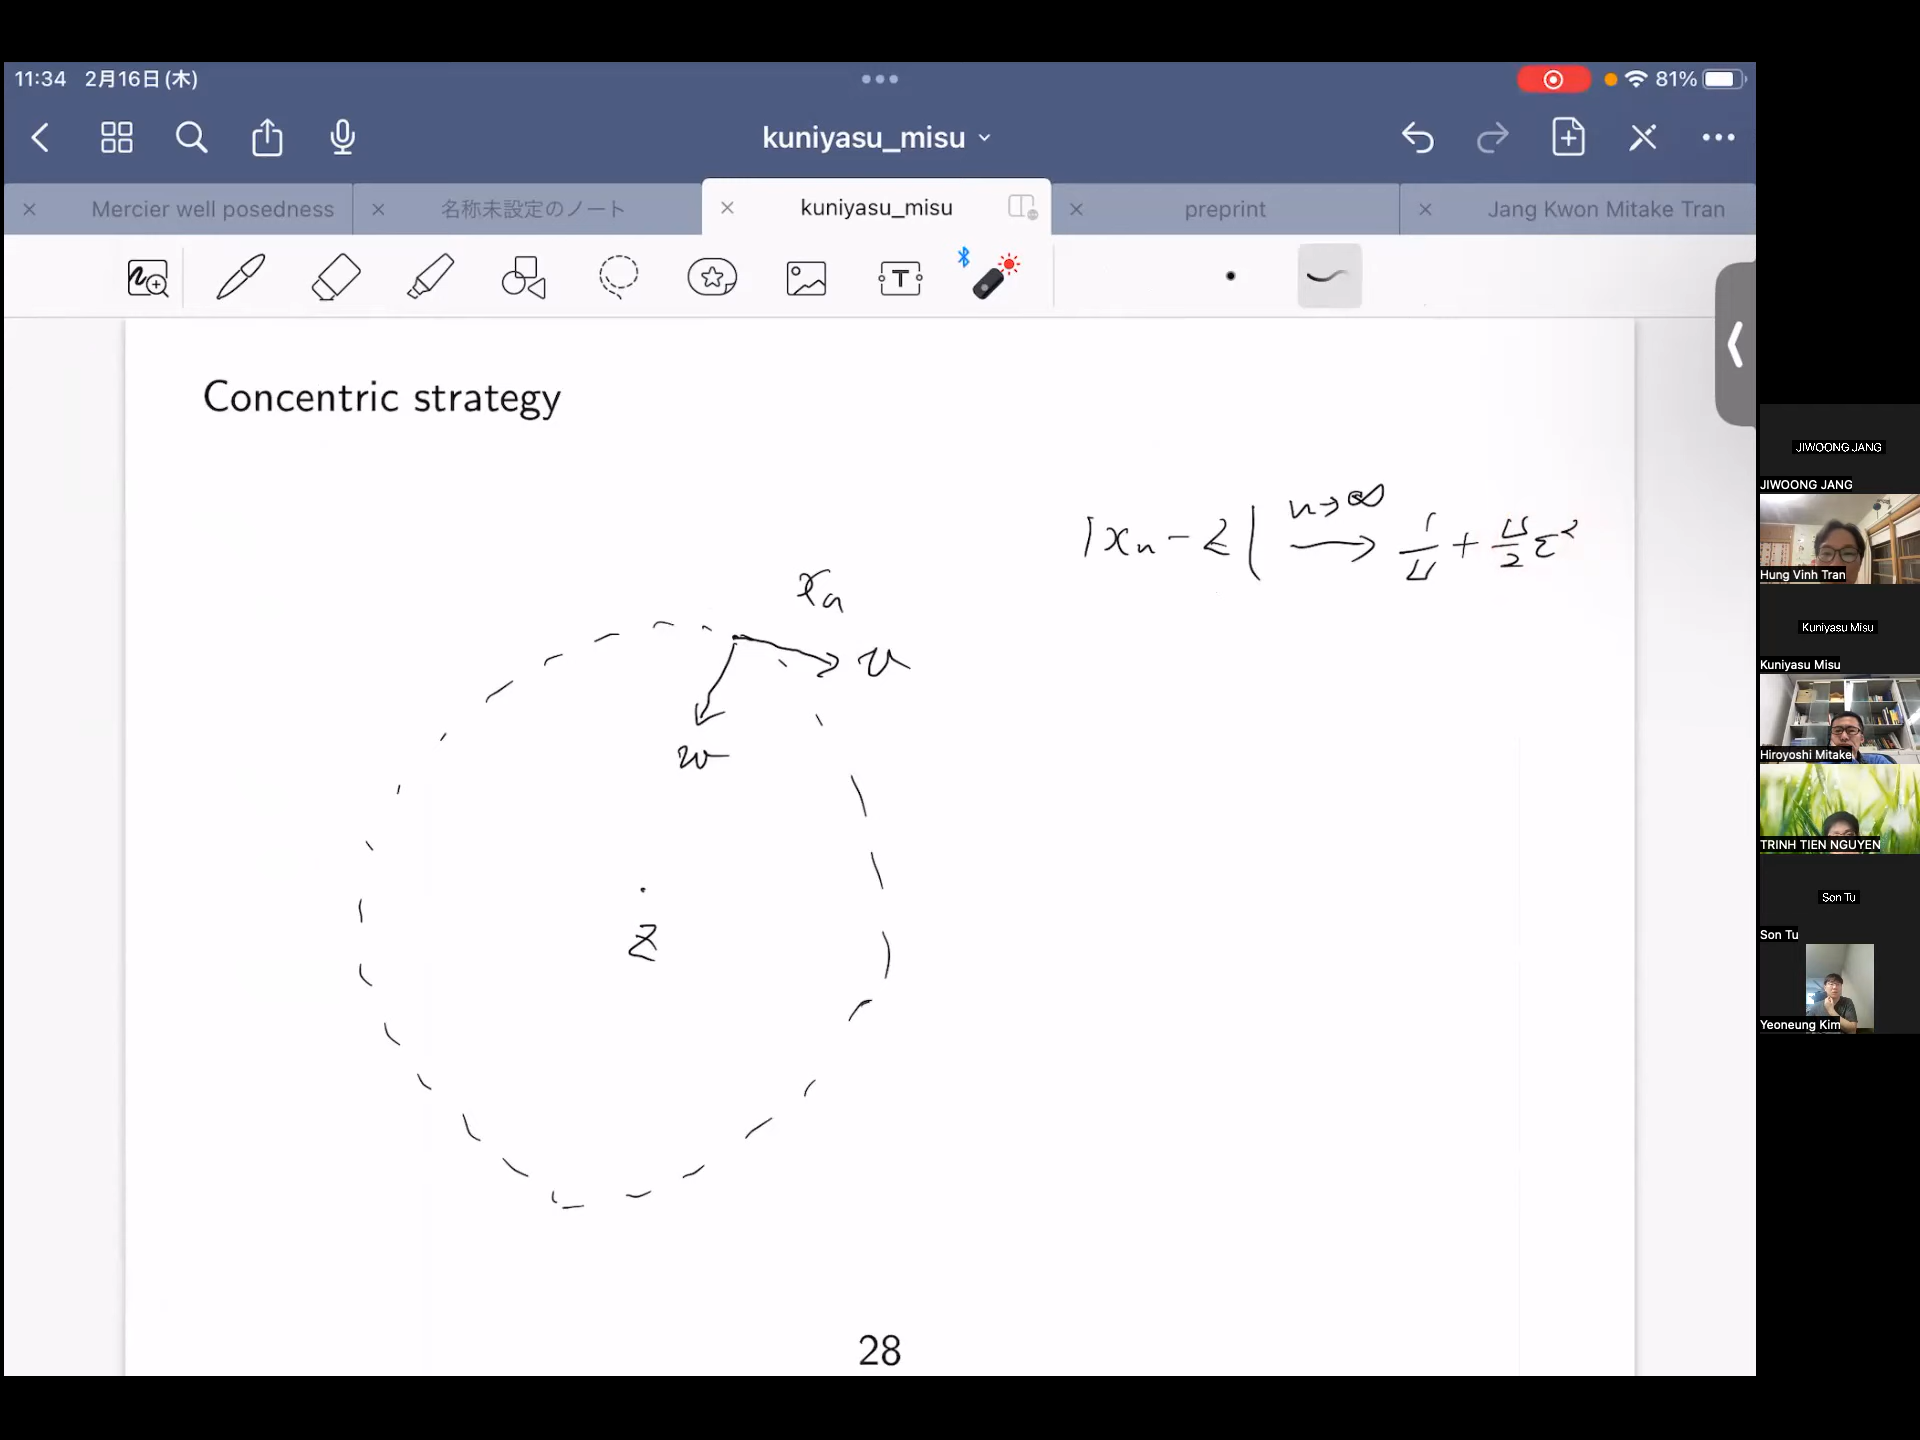 11:34 2月16日(木)
81%
kuniyasu_misu
Mercier well posedness
名称未設定のノート
kuniyasu_misu
preprint
Jang Kwon Mitake Tran
T
Concentric strategy
n→∞
|xₙ - z| → 1/ν + ν/2 ε²
xₙ
v
w
z
28
JIWOONG JANG
JIWOONG JANG
Hung Vinh Tran
Kuniyasu Misu
Kuniyasu Misu
Hiroyoshi Mitake
TRINH TIEN NGUYEN
Son Tu
Son Tu
Yeoneung Kim